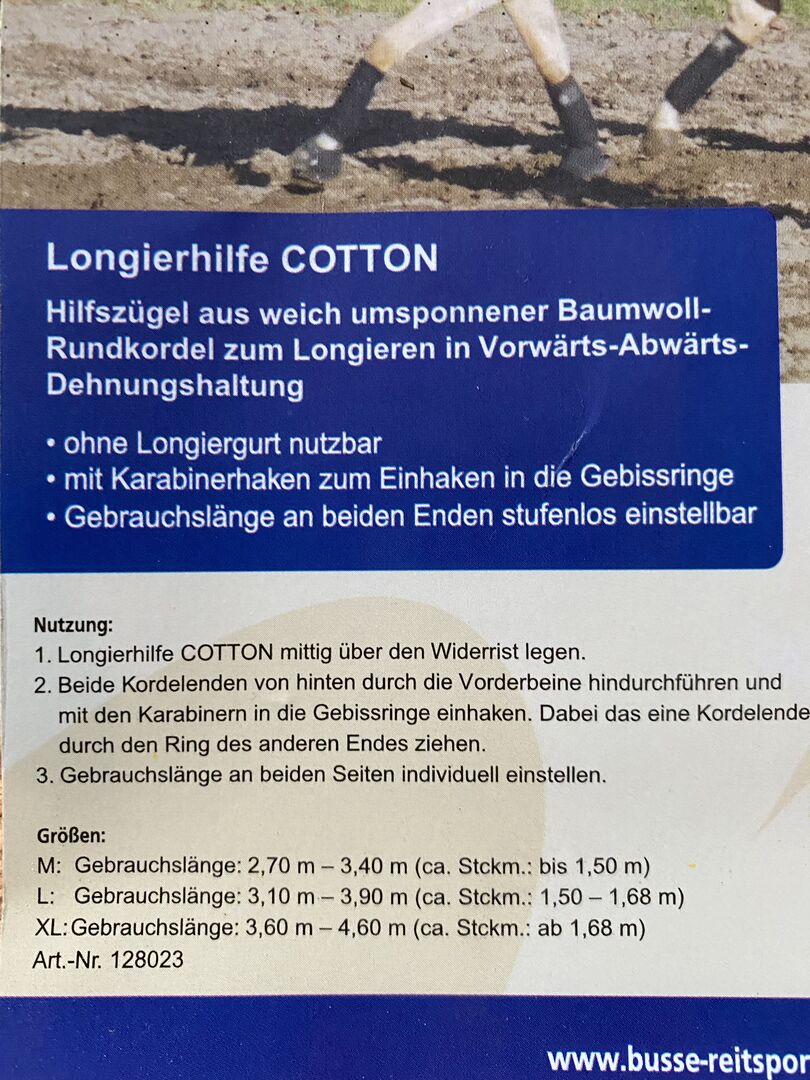 Longierhilfe COTTON
Hilfszügel aus weich umsponnener Baumwoll-
Rundkordel zum Longieren in Vorwärts-Abwärts-
Dehnungshaltung
• ohne Longiergurt nutzbar
• mit Karabinerhaken zum Einhaken in die Gebissringe
• Gebrauchslänge an beiden Enden stufenlos einstellbar
Nutzung:
1. Longierhilfe COTTON mittig über den Widerrist legen.
2. Beide Kordelenden von hinten durch die Vorderbeine hindurchführen und
mit den Karabinern in die Gebissringe einhaken. Dabei das eine Kordelende
durch den Ring des anderen Endes ziehen.
3. Gebrauchslänge an beiden Seiten individuell einstellen.
Größen:
M: Gebrauchslänge: 2,70 m – 3,40 m (ca. Stckm.: bis 1,50 m)
L: Gebrauchslänge: 3,10 m – 3,90 m (ca. Stckm.: 1,50 – 1,68 m)
XL: Gebrauchslänge: 3,60 m – 4,60 m (ca. Stckm.: ab 1,68 m)
Art.-Nr. 128023
www.busse-reitspor